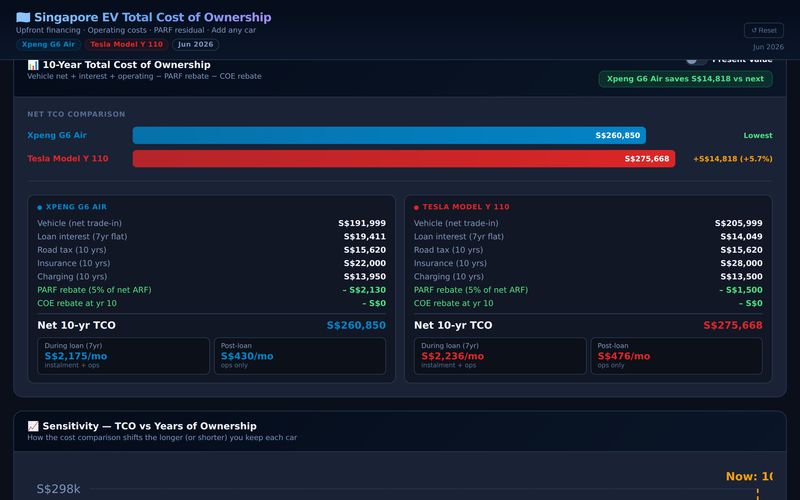 Singapore EV Total Cost of Ownership
Upfront financing · Operating costs · PARF residual · Add any car
Xpeng G6 Air Tesla Model Y 110 Jun 2026
↺ Reset
Jun 2026
10-Year Total Cost of Ownership
Vehicle net + interest + operating − PARF rebate − COE rebate
Present Value
Xpeng G6 Air saves S$14,818 vs next
NET TCO COMPARISON
Xpeng G6 Air S$260,850 Lowest
Tesla Model Y 110 S$275,668 +S$14,818 (+5.7%)
XPENG G6 AIR
Vehicle (net trade-in) S$191,999
Loan interest (7yr flat) S$19,411
Road tax (10 yrs) S$15,620
Insurance (10 yrs) S$22,000
Charging (10 yrs) S$13,950
PARF rebate (5% of net ARF) – S$2,130
COE rebate at yr 10 – S$0
Net 10-yr TCO S$260,850
During loan (7yr)
S$2,175/mo
instalment + ops
Post-loan
S$430/mo
ops only
TESLA MODEL Y 110
Vehicle (net trade-in) S$205,999
Loan interest (7yr flat) S$14,049
Road tax (10 yrs) S$15,620
Insurance (10 yrs) S$28,000
Charging (10 yrs) S$13,500
PARF rebate (5% of net ARF) – S$1,500
COE rebate at yr 10 – S$0
Net 10-yr TCO S$275,668
During loan (7yr)
S$2,236/mo
instalment + ops
Post-loan
S$476/mo
ops only
Sensitivity — TCO vs Years of Ownership
How the cost comparison shifts the longer (or shorter) you keep each car
Now: 10
S$298k